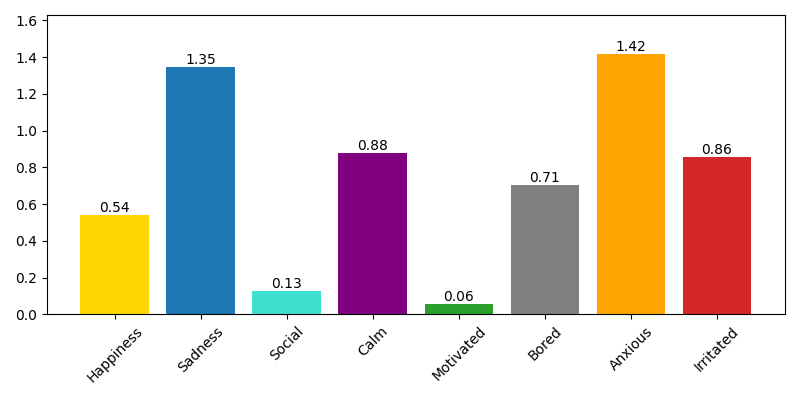 1.6
1.4
1.2
1.0
0.8
0.6
0.4
0.2
0.0
0.54
1.35
0.13
0.88
0.06
0.71
1.42
0.86
Happiness
Sadness
Social
Calm
Motivated
Bored
Anxious
Irritated